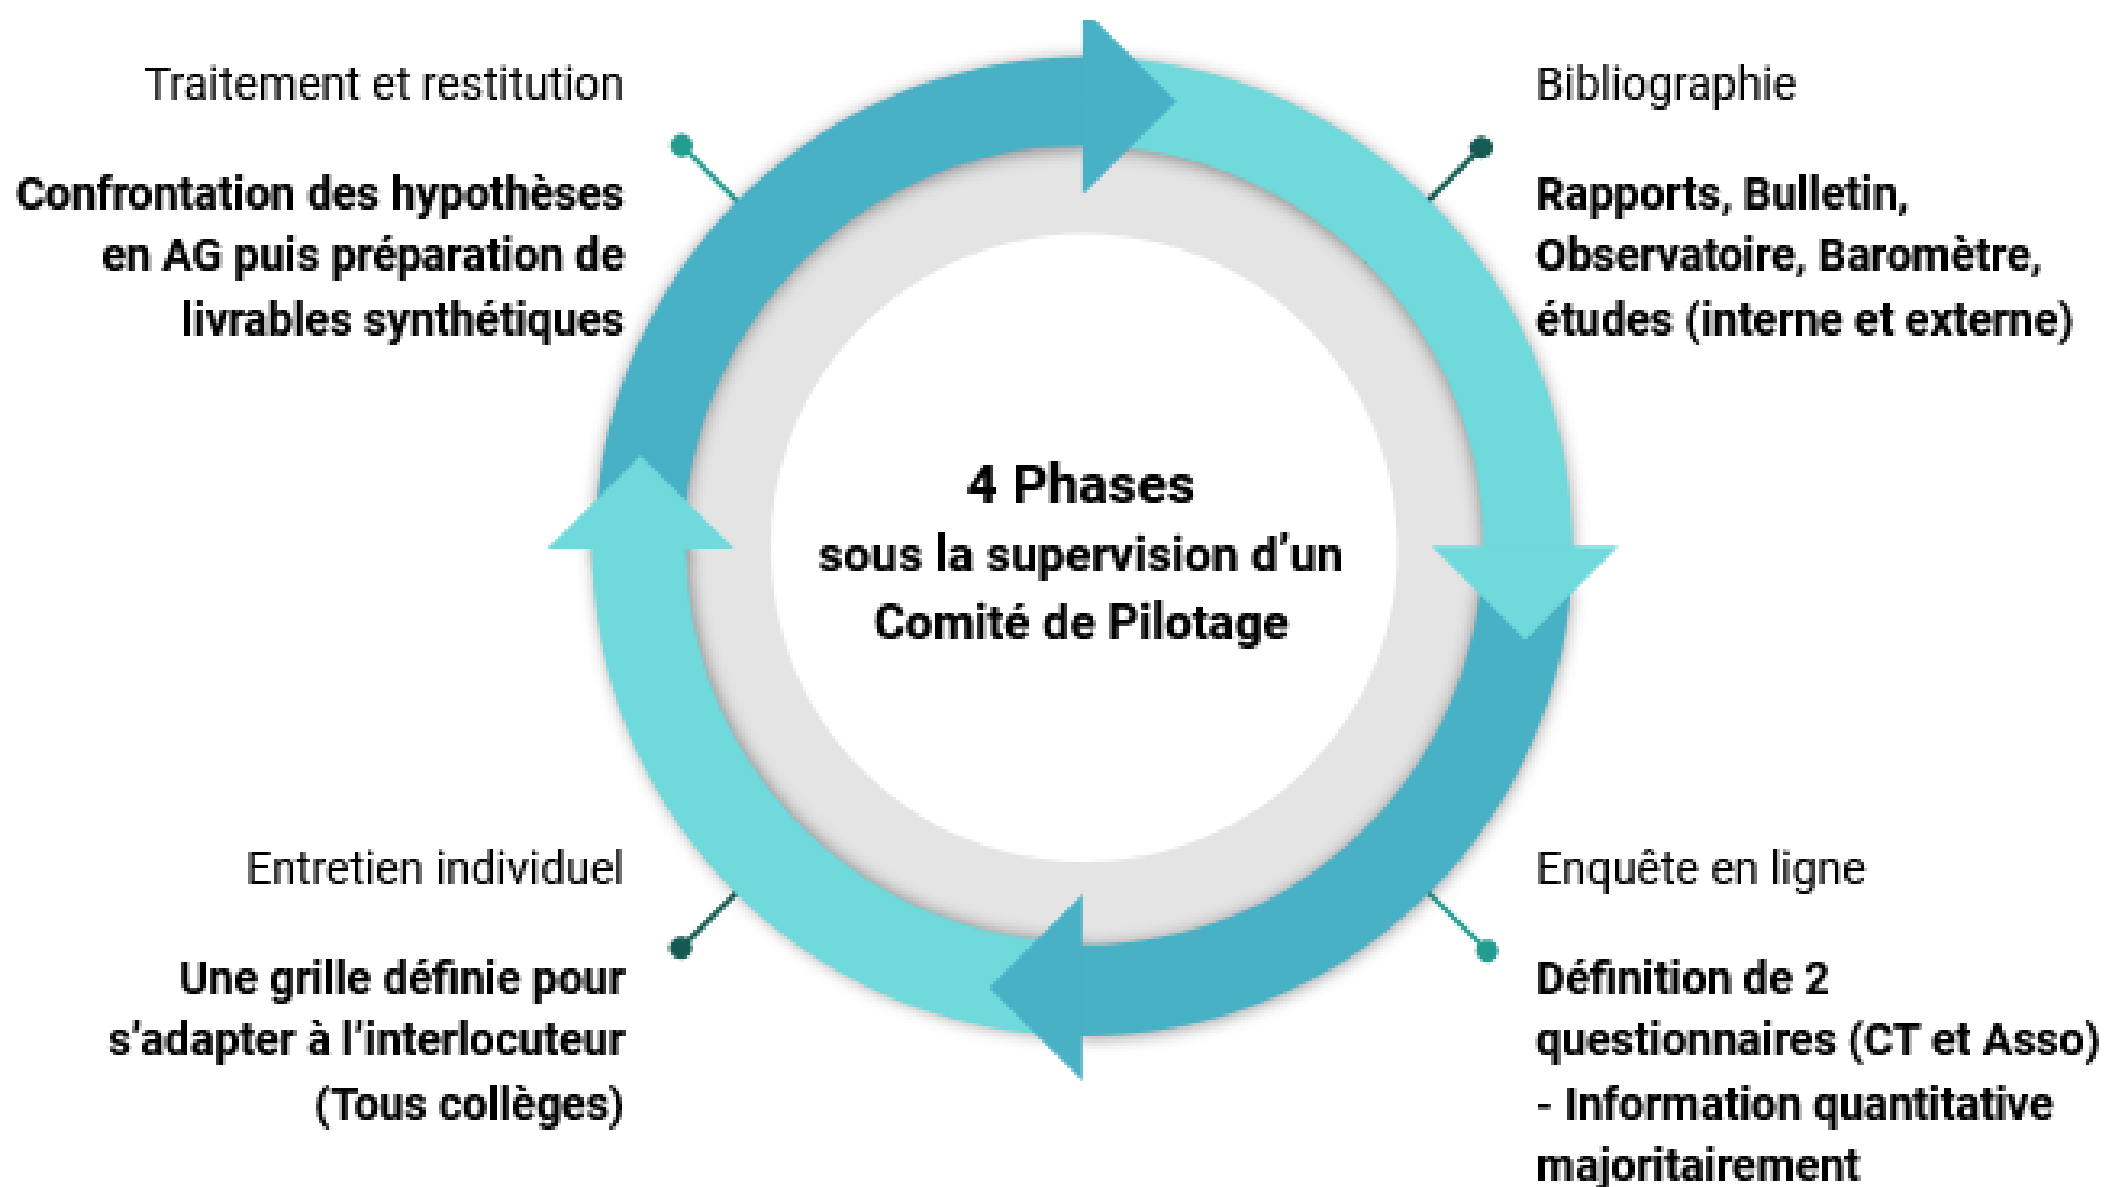 Traitement et restitution
Confrontation des hypothèses
en AG puis préparation de
livrables synthétiques
Bibliographie
Rapports, Bulletin,
Observatoire, Baromètre,
études (interne et externe)
4 Phases
sous la supervision d'un
Comité de Pilotage
Entretien individuel
Une grille définie pour
s'adapter à l'interlocuteur
(Tous collèges)
Enquête en ligne
Définition de 2
questionnaires (CT et Asso)
- Information quantitative
majoritairement